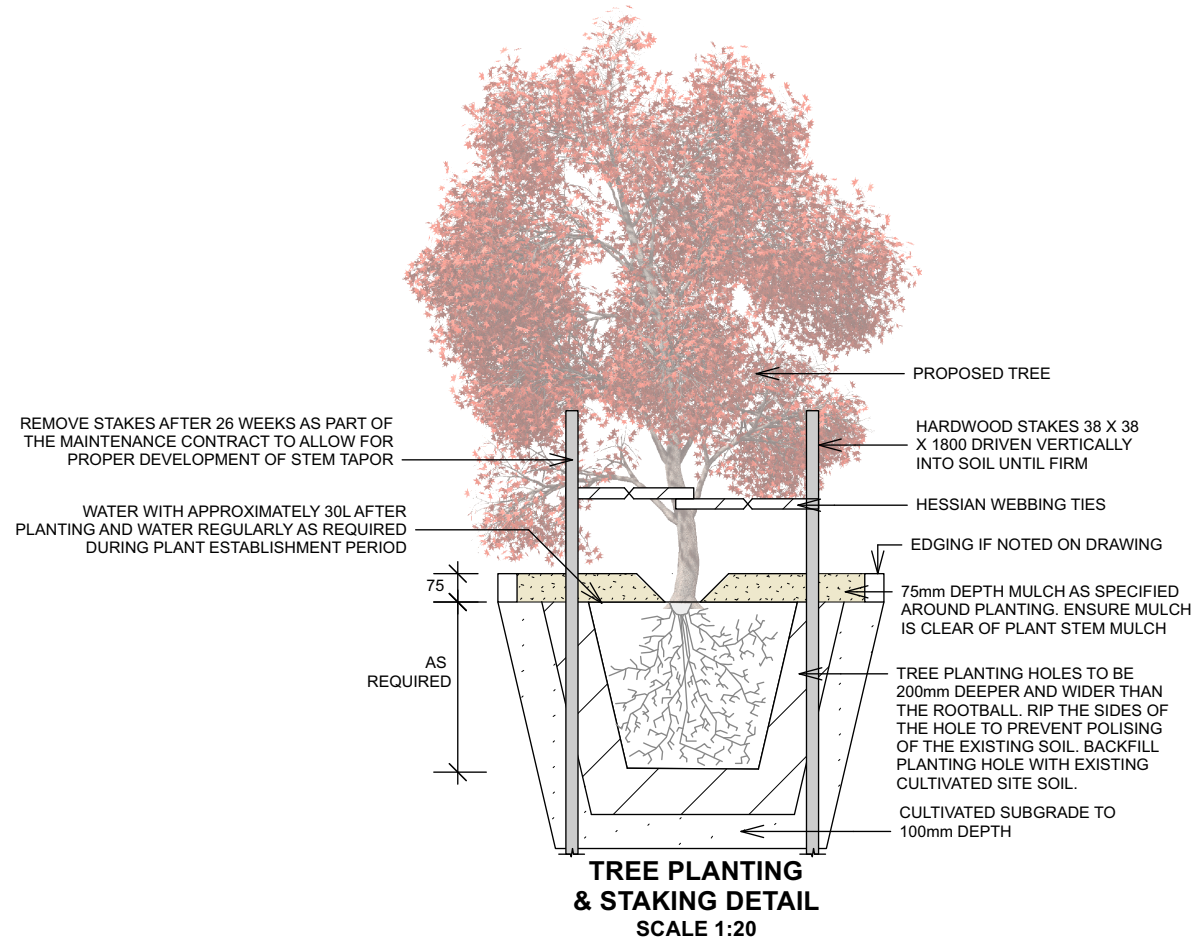 PROPOSED TREE
REMOVE STAKES AFTER 26 WEEKS AS PART OF
THE MAINTENANCE CONTRACT TO ALLOW FOR
PROPER DEVELOPMENT OF STEM TAPOR
HARDWOOD STAKES 38 X 38
X 1800 DRIVEN VERTICALLY
INTO SOIL UNTIL FIRM
WATER WITH APPROXIMATELY 30L AFTER
PLANTING AND WATER REGULARLY AS REQUIRED
DURING PLANT ESTABLISHMENT PERIOD
HESSIAN WEBBING TIES
EDGING IF NOTED ON DRAWING
75
75mm DEPTH MULCH AS SPECIFIED
AROUND PLANTING. ENSURE MULCH
IS CLEAR OF PLANT STEM MULCH
AS
REQUIRED
TREE PLANTING HOLES TO BE
200mm DEEPER AND WIDER THAN
THE ROOTBALL. RIP THE SIDES OF
THE HOLE TO PREVENT POLISING
OF THE EXISTING SOIL. BACKFILL
PLANTING HOLE WITH EXISTING
CULTIVATED SITE SOIL.
CULTIVATED SUBGRADE TO
100mm DEPTH
TREE PLANTING
& STAKING DETAIL
SCALE 1:20